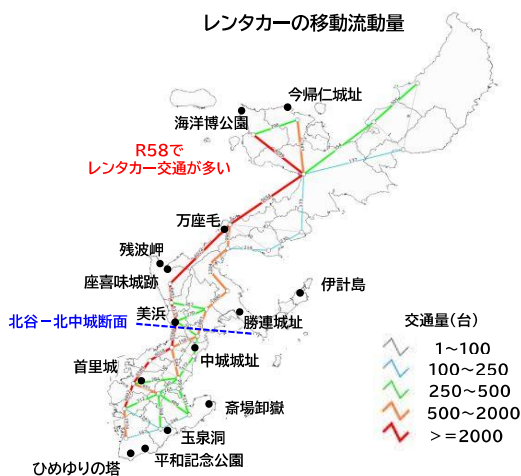 レンタカーの移動流動量
今帰仁城址
海洋博公園
R58で
レンタカー交通が多い
万座毛
残波岬
座喜味城跡
伊計島
美浜
勝連城址
北谷－北中城断面
中城城址
首里城
斎場卸嶽
玉泉洞
平和記念公園
ひめゆりの塔
交通量(台)
1～100
100～250
250～500
500～2000
＞=2000